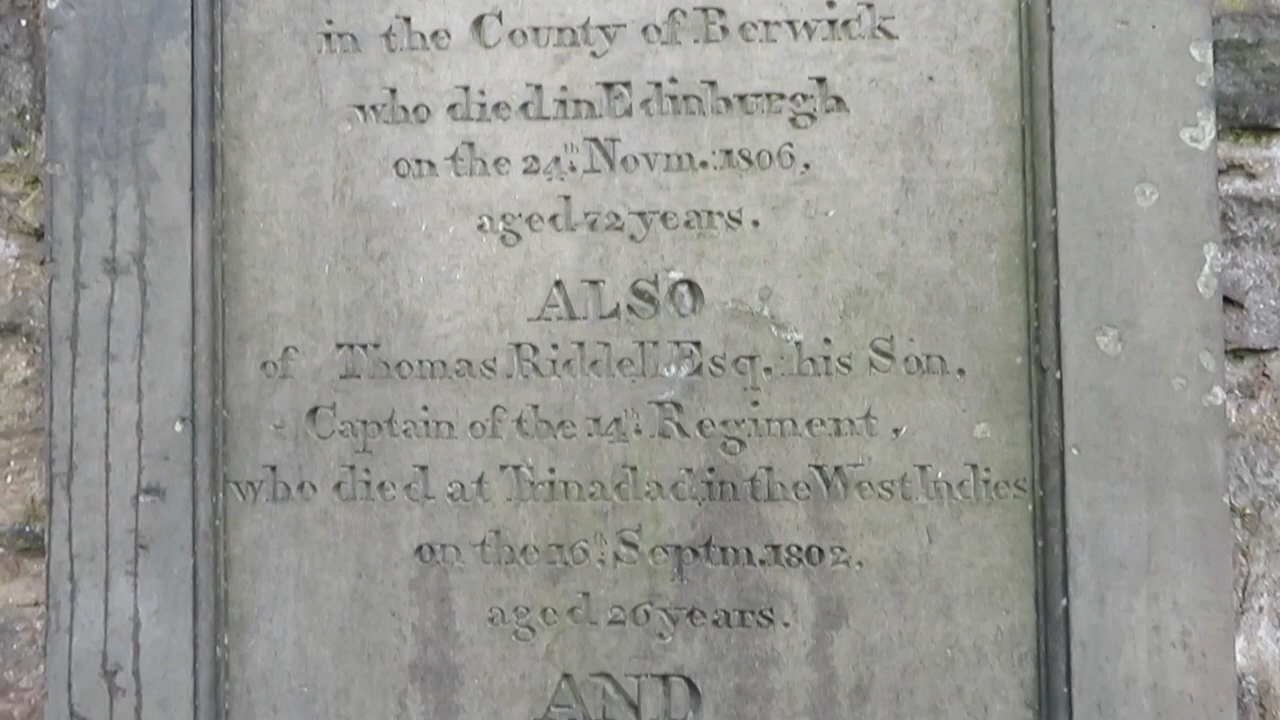 in the County of Berwick
who died in Edinburgh
on the 24th. Novm. 1806,
aged 72 years.
ALSO
of Thomas Riddell Esq. his Son,
Captain of the 14th. Regiment,
who died at Trinadad in the West Indies
on the 16th. Septm. 1802,
aged 26 years.
AND